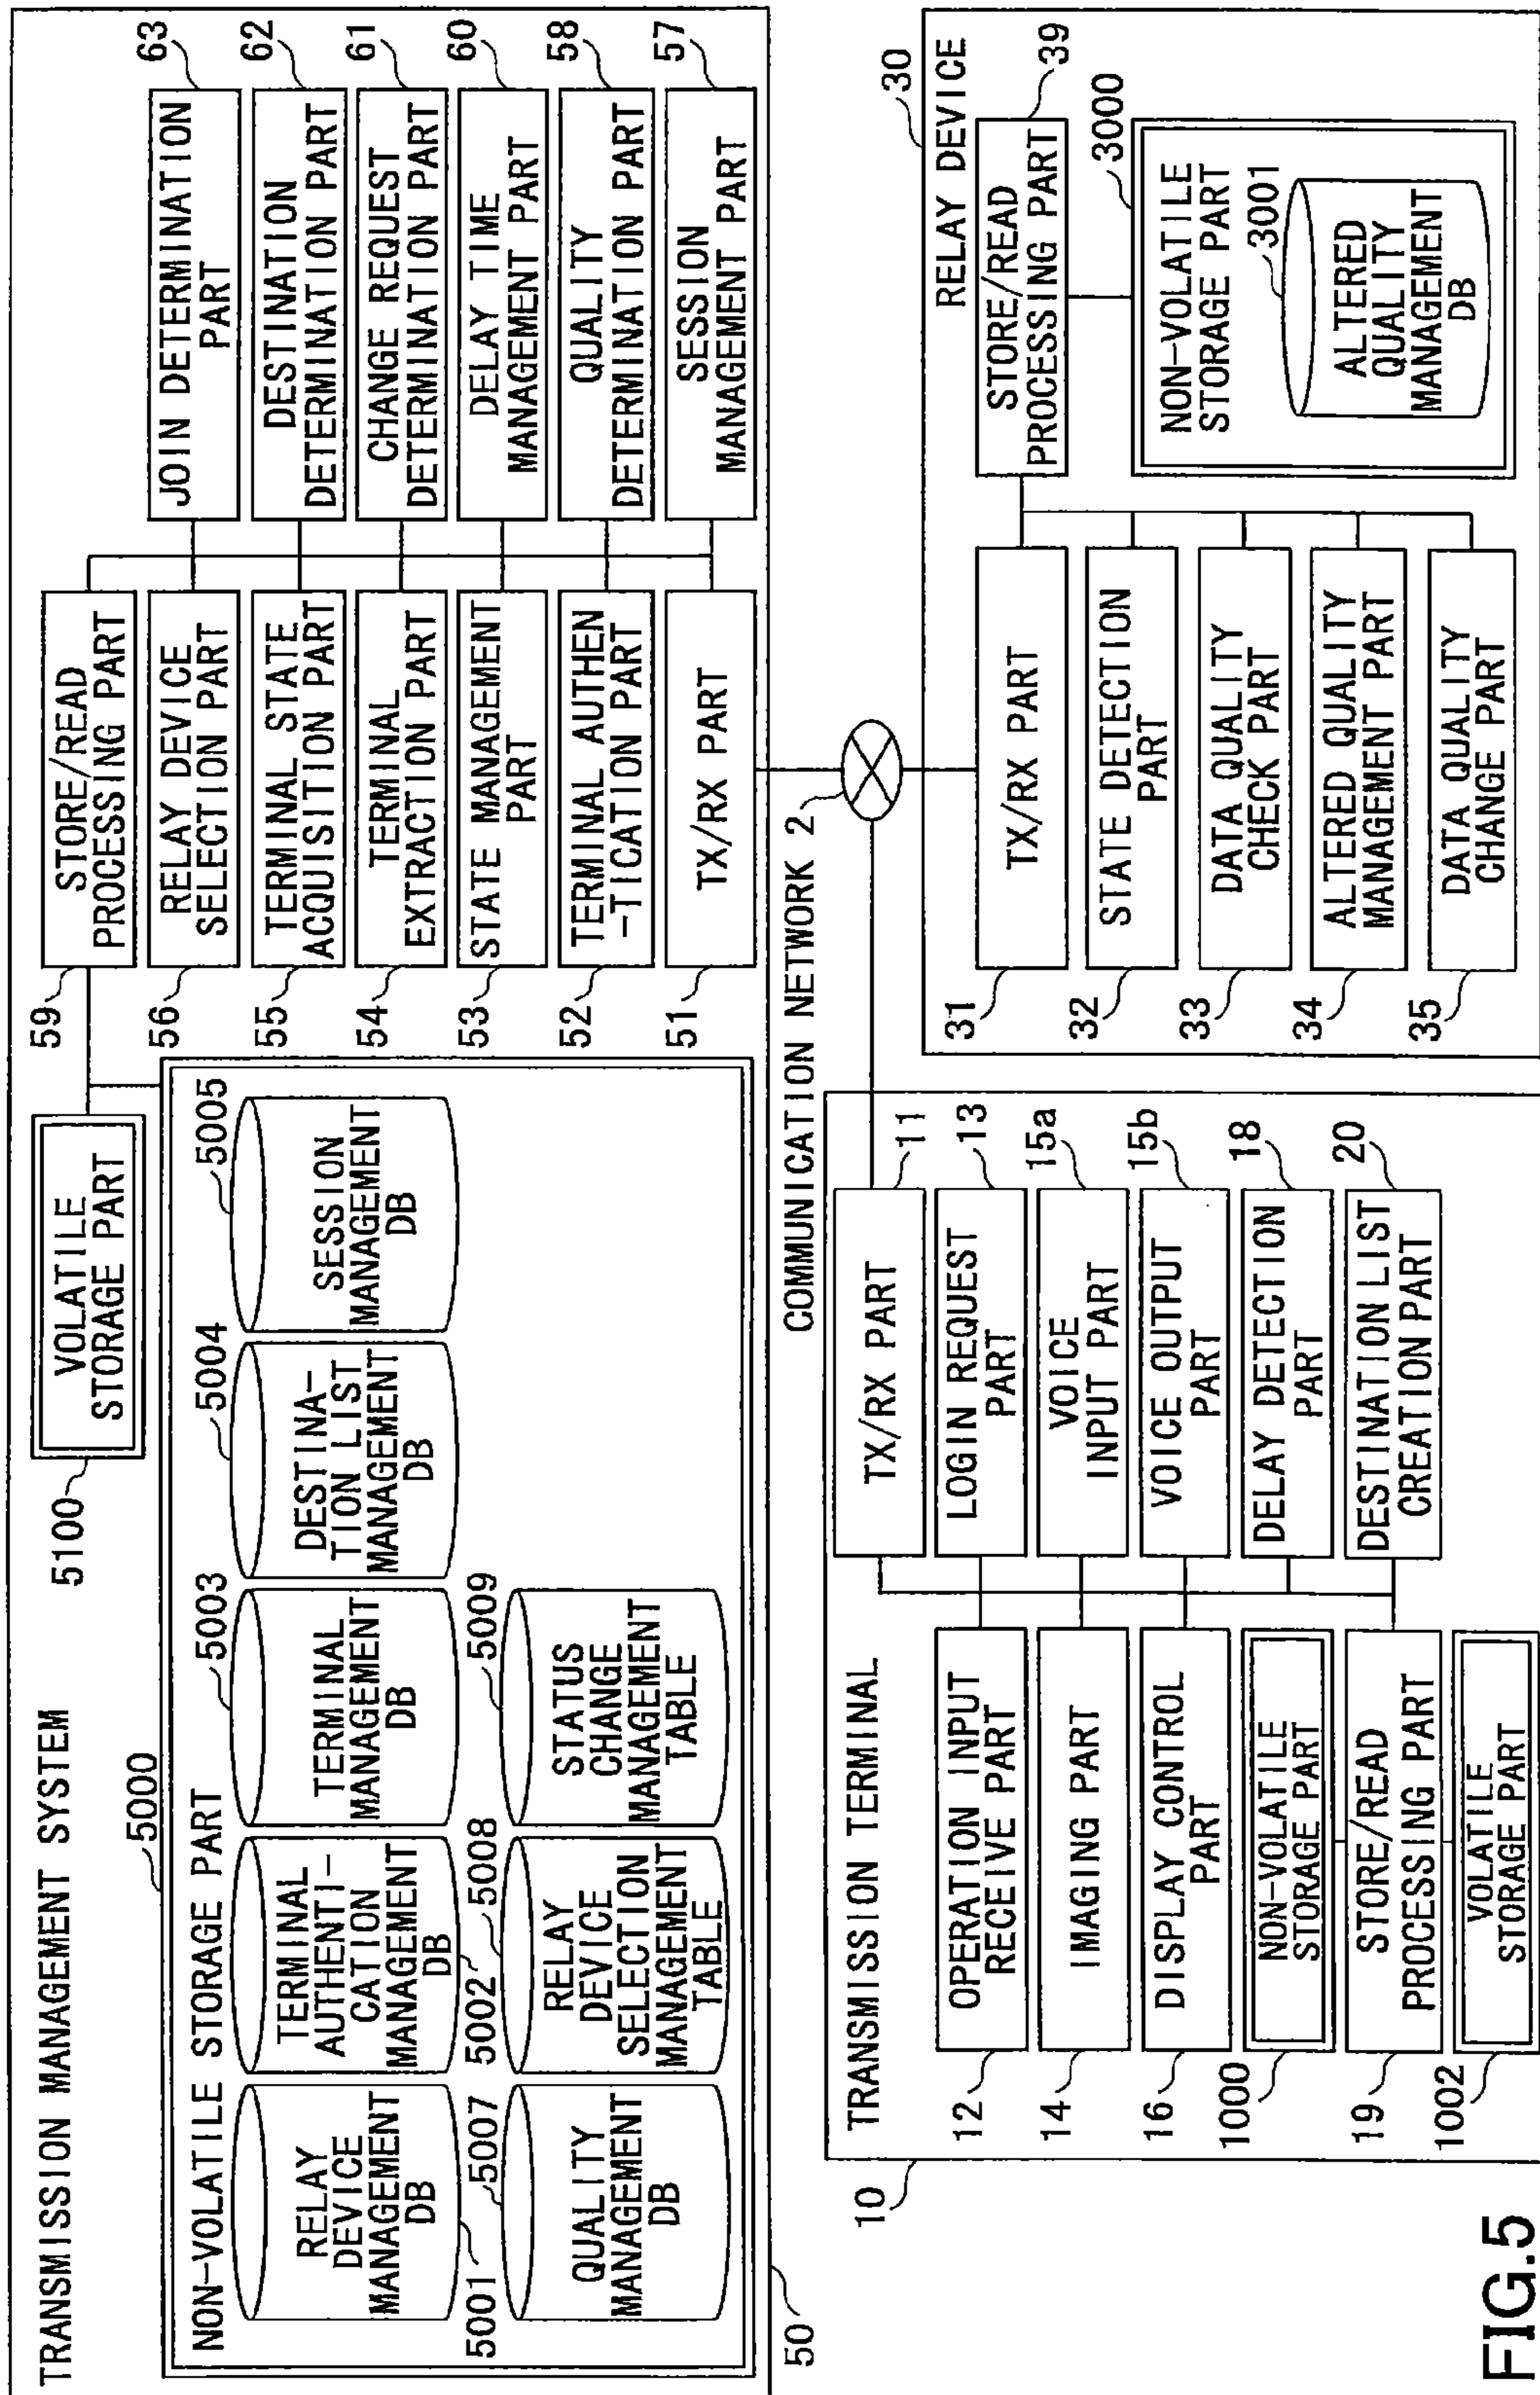 TRANSMISSION MANAGEMENT SYSTEM
5000
NON-VOLATILE STORAGE PART
RELAY
DEVICE
MANAGEMENT
DB
5001
TERMINAL
AUTHENTI-
CATION
MANAGEMENT
DB
5002
5003
TERMINAL
MANAGEMENT
DB
5004
DESTINA-
TION LIST
MANAGEMENT
DB
5005
SESSION
MANAGEMENT
DB
5007
QUALITY
MANAGEMENT
DB
5008
RELAY
DEVICE
SELECTION
MANAGEMENT
TABLE
5009
STATUS
CHANGE
MANAGEMENT
TABLE
50
5100
VOLATILE
STORAGE PART
59
STORE/READ
PROCESSING PART
56
RELAY DEVICE
SELECTION PART
55
TERMINAL STATE
ACQUISITION PART
54
TERMINAL
EXTRACTION PART
53
STATE MANAGEMENT
PART
52
TERMINAL AUTHEN
-TICATION PART
51
TX/RX PART
JOIN DETERMINATION
PART
63
DESTINATION
DETERMINATION PART
62
CHANGE REQUEST
DETERMINATION PART
61
DELAY TIME
MANAGEMENT PART
60
QUALITY
DETERMINATION PART
58
SESSION
MANAGEMENT PART
57
COMMUNICATION NETWORK 2
10
TRANSMISSION TERMINAL
12
OPERATION INPUT
RECEIVE PART
14
IMAGING PART
16
DISPLAY CONTROL
PART
1000
NON-VOLATILE
STORAGE PART
19
STORE/READ
PROCESSING PART
1002
VOLATILE
STORAGE PART
TX/RX PART
11
LOGIN REQUEST
PART
13
VOICE
INPUT PART
15a
VOICE OUTPUT
PART
15b
DELAY DETECTION
PART
18
DESTINATION LIST
CREATION PART
20
RELAY DEVICE
30
31
TX/RX PART
32
STATE DETECTION
PART
33
DATA QUALITY
CHECK PART
34
ALTERED QUALITY
MANAGEMENT PART
35
DATA QUALITY
CHANGE PART
STORE/READ
PROCESSING PART
39
3000
NON-VOLATILE
STORAGE PART
3001
ALTERED
QUALITY
MANAGEMENT
DB
FIG.5